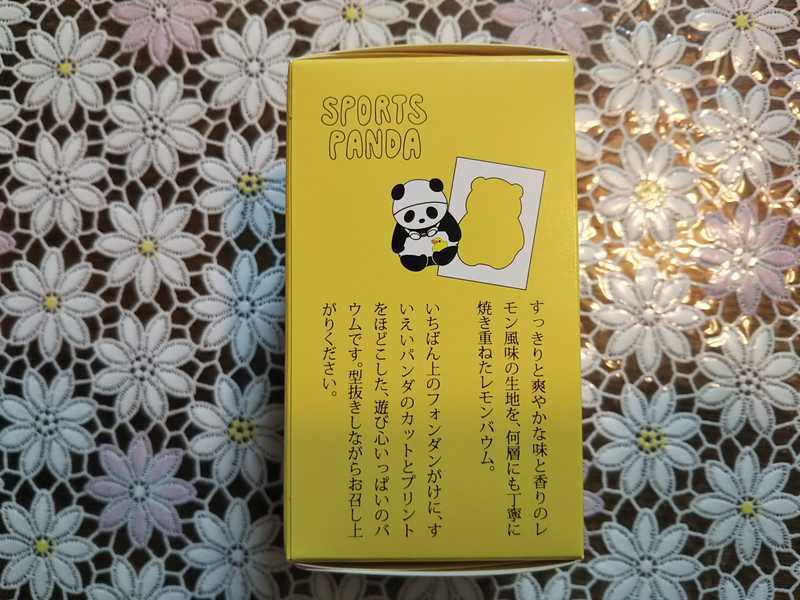 SPORTS
PANDA
すっきりと爽やかな味と香りのレ
モン風味の生地を、何層にも丁寧に
焼き重ねたレモンバウム。
いちばん上のフォンダンがけに、す
いえいパンダのカットとプリント
をほどこした、遊び心いっぱいのバ
ウムです。型抜きしながらお召し上
がりください。